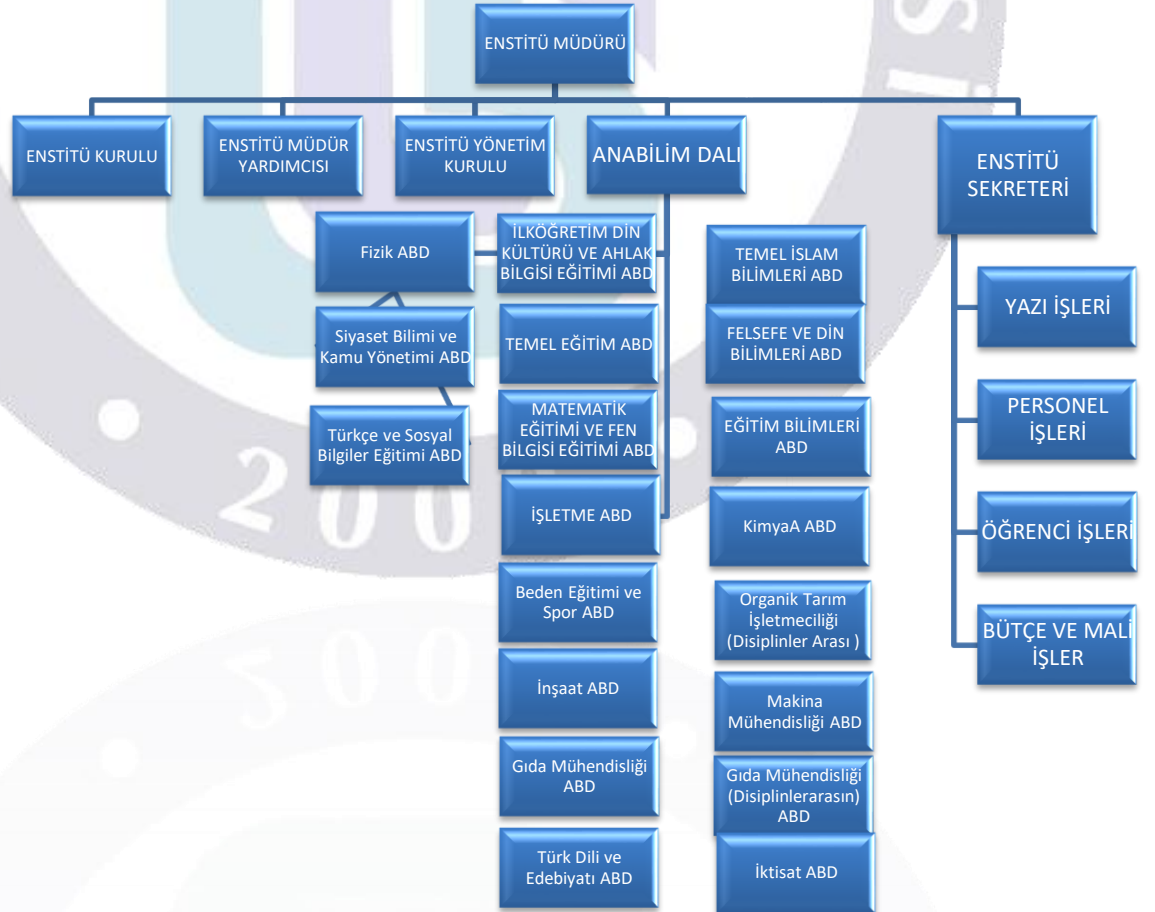 ENSTİTÜ MÜDÜRÜ
ENSTİTÜ KURULU
ENSTİTÜ MÜDÜR
YARDIMCISI
ENSTİTÜ YÖNETİM
KURULU
ANABİLİM DALI
ENSTİTÜ
SEKRETERİ
Fizik ABD
Siyaset Bilimi ve
Kamu Yönetimi ABD
Türkçe ve Sosyal
Bilgiler Eğitimi ABD
İLKÖĞRETİM DİN
KÜLTÜRÜ VE AHLAK
BİLGİSİ EĞİTİMİ ABD
TEMEL EĞİTİM ABD
MATEMATİK
EĞİTİMİ VE FEN
BİLGİSİ EĞİTİMİ ABD
İŞLETME ABD
Beden Eğitimi ve
Spor ABD
İnşaat ABD
Gıda Mühendisliği
ABD
Türk Dili ve
Edebiyatı ABD
TEMEL İSLAM
BİLİMLERİ ABD
FELSEFE VE DİN
BİLİMLERİ ABD
EĞİTİM BİLİMLERİ
ABD
KimyaA ABD
Organik Tarım
İşletmeciliği
(Disiplinler Arası )
Makina
Mühendisliği ABD
Gıda Mühendisliği
(Disiplinlerarasın)
ABD
İktisat ABD
YAZI İŞLERİ
PERSONEL
İŞLERİ
ÖĞRENCİ İŞLERİ
BÜTÇE VE MALİ
İŞLER